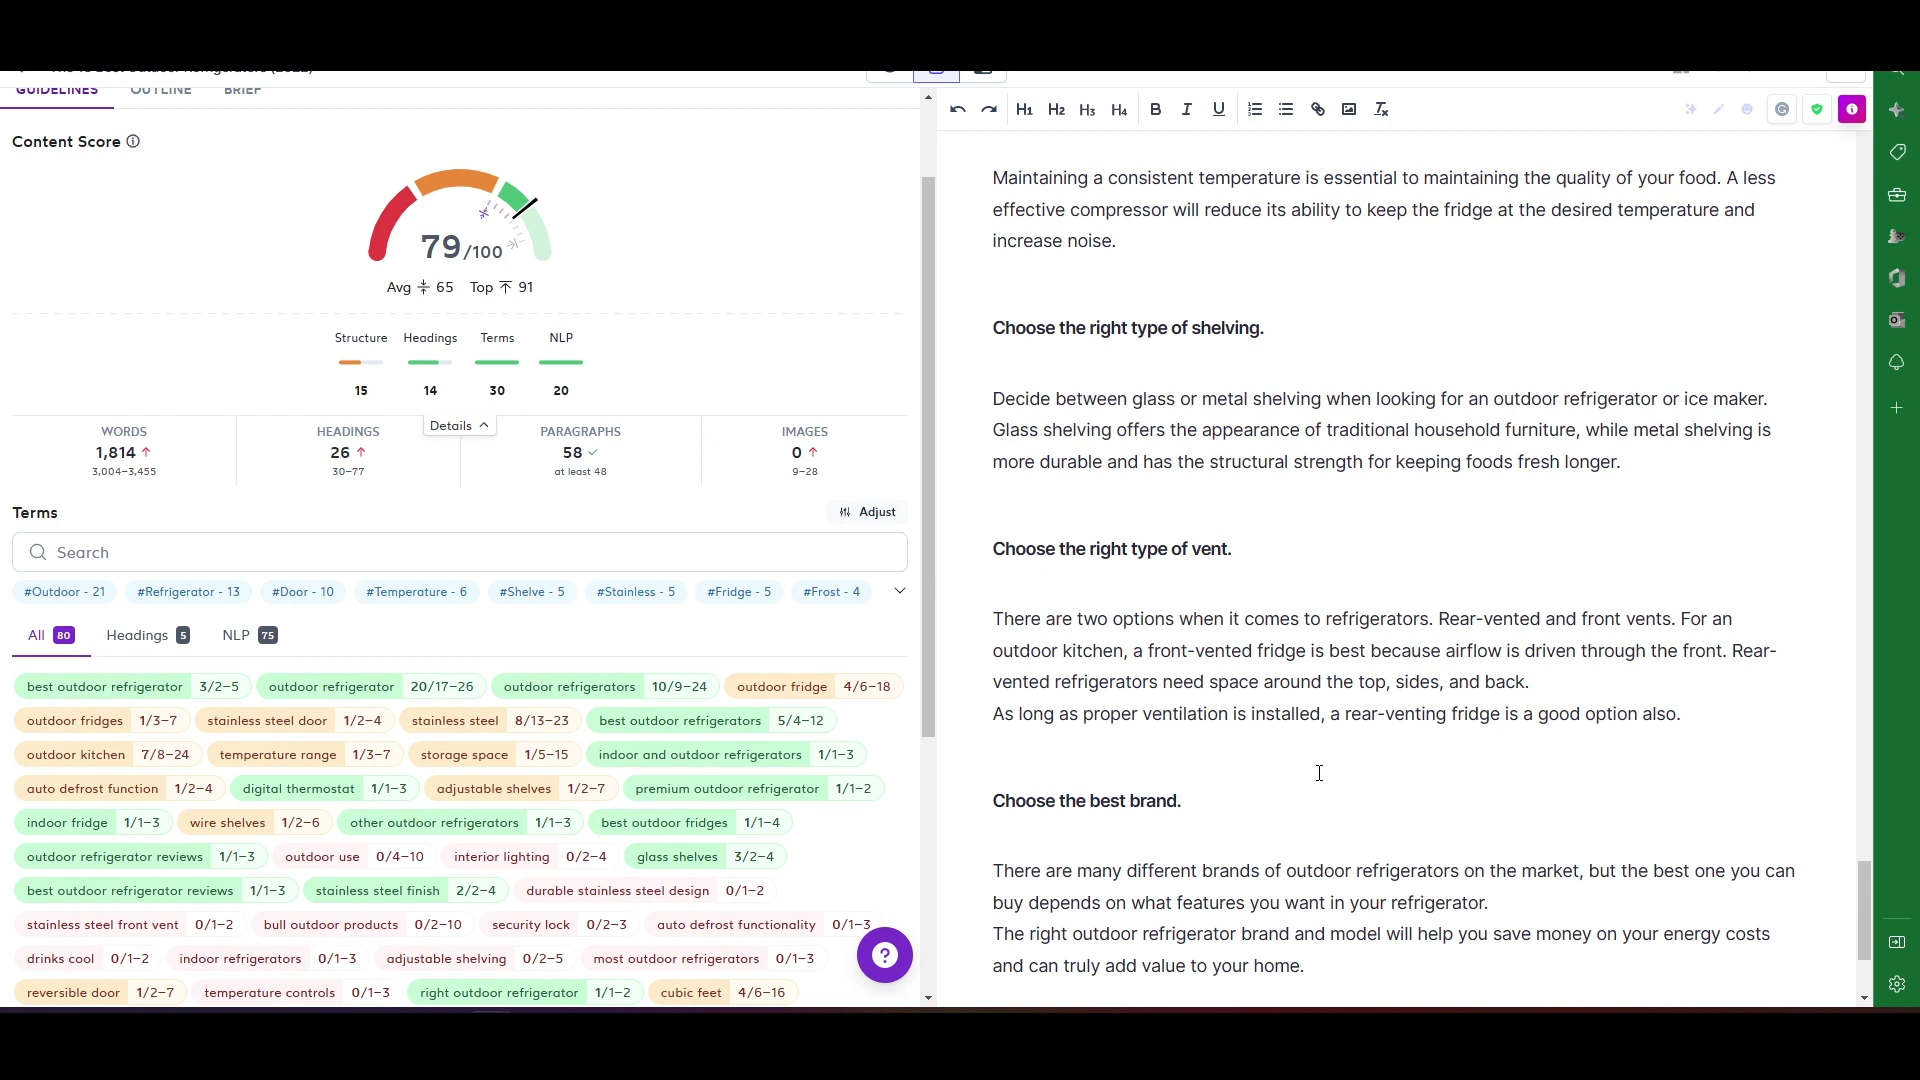 GUIDELINES OUTLINE BRIEF
Content Score
79/100
Avg 65 Top 91
Structure Headings Terms NLP
15 14 30 20
Details
WORDS HEADINGS PARAGRAPHS IMAGES
1,814 26 58 0
3,004–3,455 30–77 at least 48 9–28
Terms Adjust
Search
#Outdoor - 21 #Refrigerator - 13 #Door - 10 #Temperature - 6 #Shelve - 5 #Stainless - 5 #Fridge - 5 #Frost - 4
All 80 Headings 5 NLP 75
best outdoor refrigerator 3/2–5 outdoor refrigerator 20/17–26 outdoor refrigerators 10/9–24 outdoor fridge 4/6–18
outdoor fridges 1/3–7 stainless steel door 1/2–4 stainless steel 8/13–23 best outdoor refrigerators 5/4–12
outdoor kitchen 7/8–24 temperature range 1/3–7 storage space 1/5–15 indoor and outdoor refrigerators 1/1–3
auto defrost function 1/2–4 digital thermostat 1/1–3 adjustable shelves 1/2–7 premium outdoor refrigerator 1/1–2
indoor fridge 1/1–3 wire shelves 1/2–6 other outdoor refrigerators 1/1–3 best outdoor fridges 1/1–4
outdoor refrigerator reviews 1/1–3 outdoor use 0/4–10 interior lighting 0/2–4 glass shelves 3/2–4
best outdoor refrigerator reviews 1/1–3 stainless steel finish 2/2–4 durable stainless steel design 0/1–2
stainless steel front vent 0/1–2 bull outdoor products 0/2–10 security lock 0/2–3 auto defrost functionality 0/1–3
drinks cool 0/1–2 indoor refrigerators 0/1–3 adjustable shelving 0/2–5 most outdoor refrigerators 0/1–3
reversible door 1/2–7 temperature controls 0/1–3 right outdoor refrigerator 1/1–2 cubic feet 4/6–16
?
H1 H2 H3 H4 B I U
Maintaining a consistent temperature is essential to maintaining the quality of your food. A less
effective compressor will reduce its ability to keep the fridge at the desired temperature and
increase noise.
Choose the right type of shelving.
Decide between glass or metal shelving when looking for an outdoor refrigerator or ice maker.
Glass shelving offers the appearance of traditional household furniture, while metal shelving is
more durable and has the structural strength for keeping foods fresh longer.
Choose the right type of vent.
There are two options when it comes to refrigerators. Rear-vented and front vents. For an
outdoor kitchen, a front-vented fridge is best because airflow is driven through the front. Rear-
vented refrigerators need space around the top, sides, and back.
As long as proper ventilation is installed, a rear-venting fridge is a good option also.
Choose the best brand.
There are many different brands of outdoor refrigerators on the market, but the best one you can
buy depends on what features you want in your refrigerator.
The right outdoor refrigerator brand and model will help you save money on your energy costs
and can truly add value to your home.